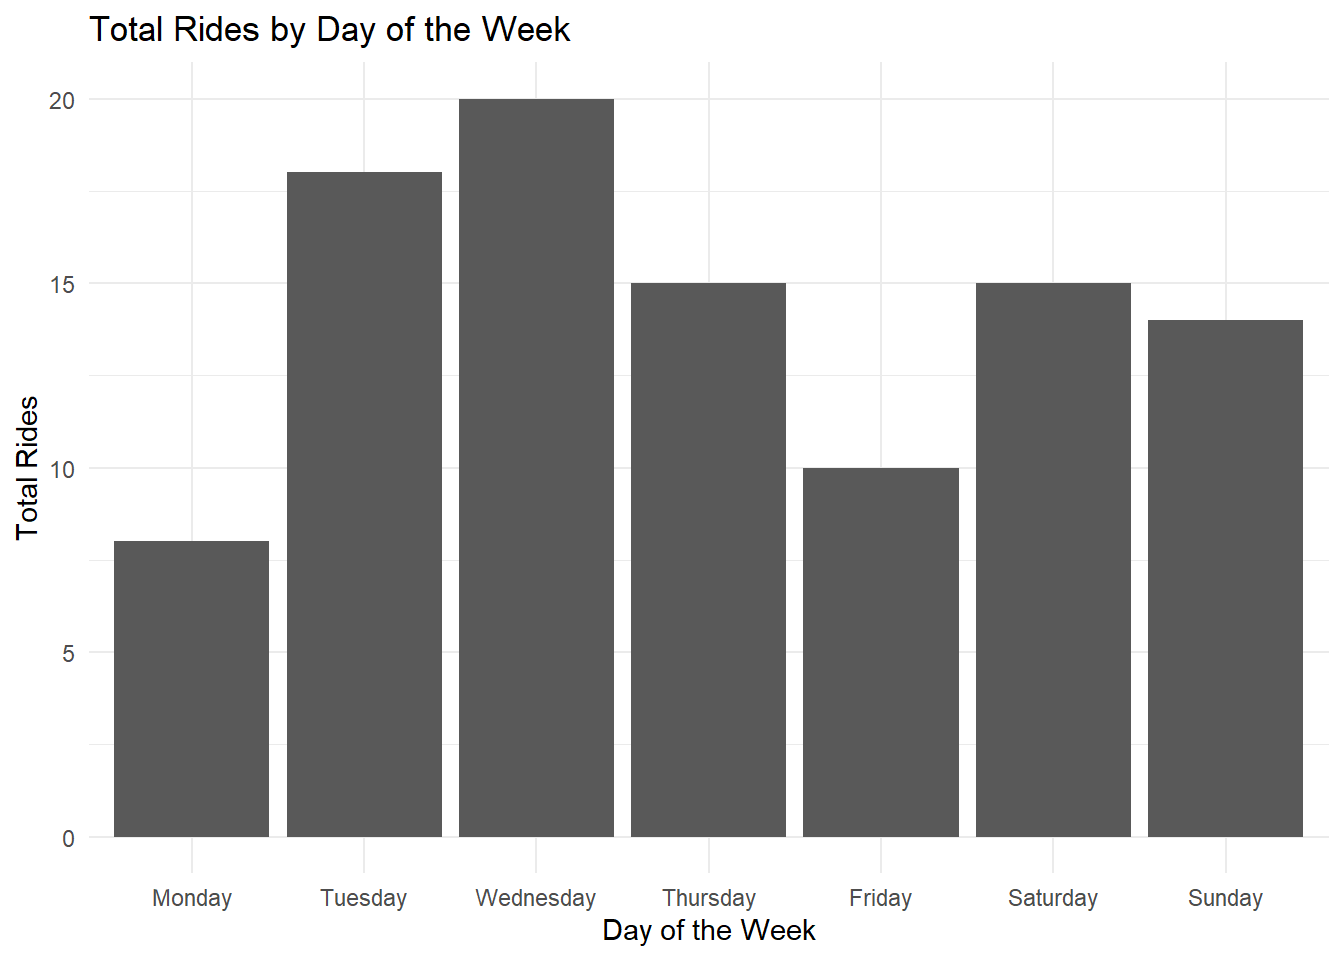 Total Rides by Day of the Week
20
15
10
5
0
Total Rides
Monday Tuesday Wednesday Thursday Friday Saturday Sunday
Day of the Week